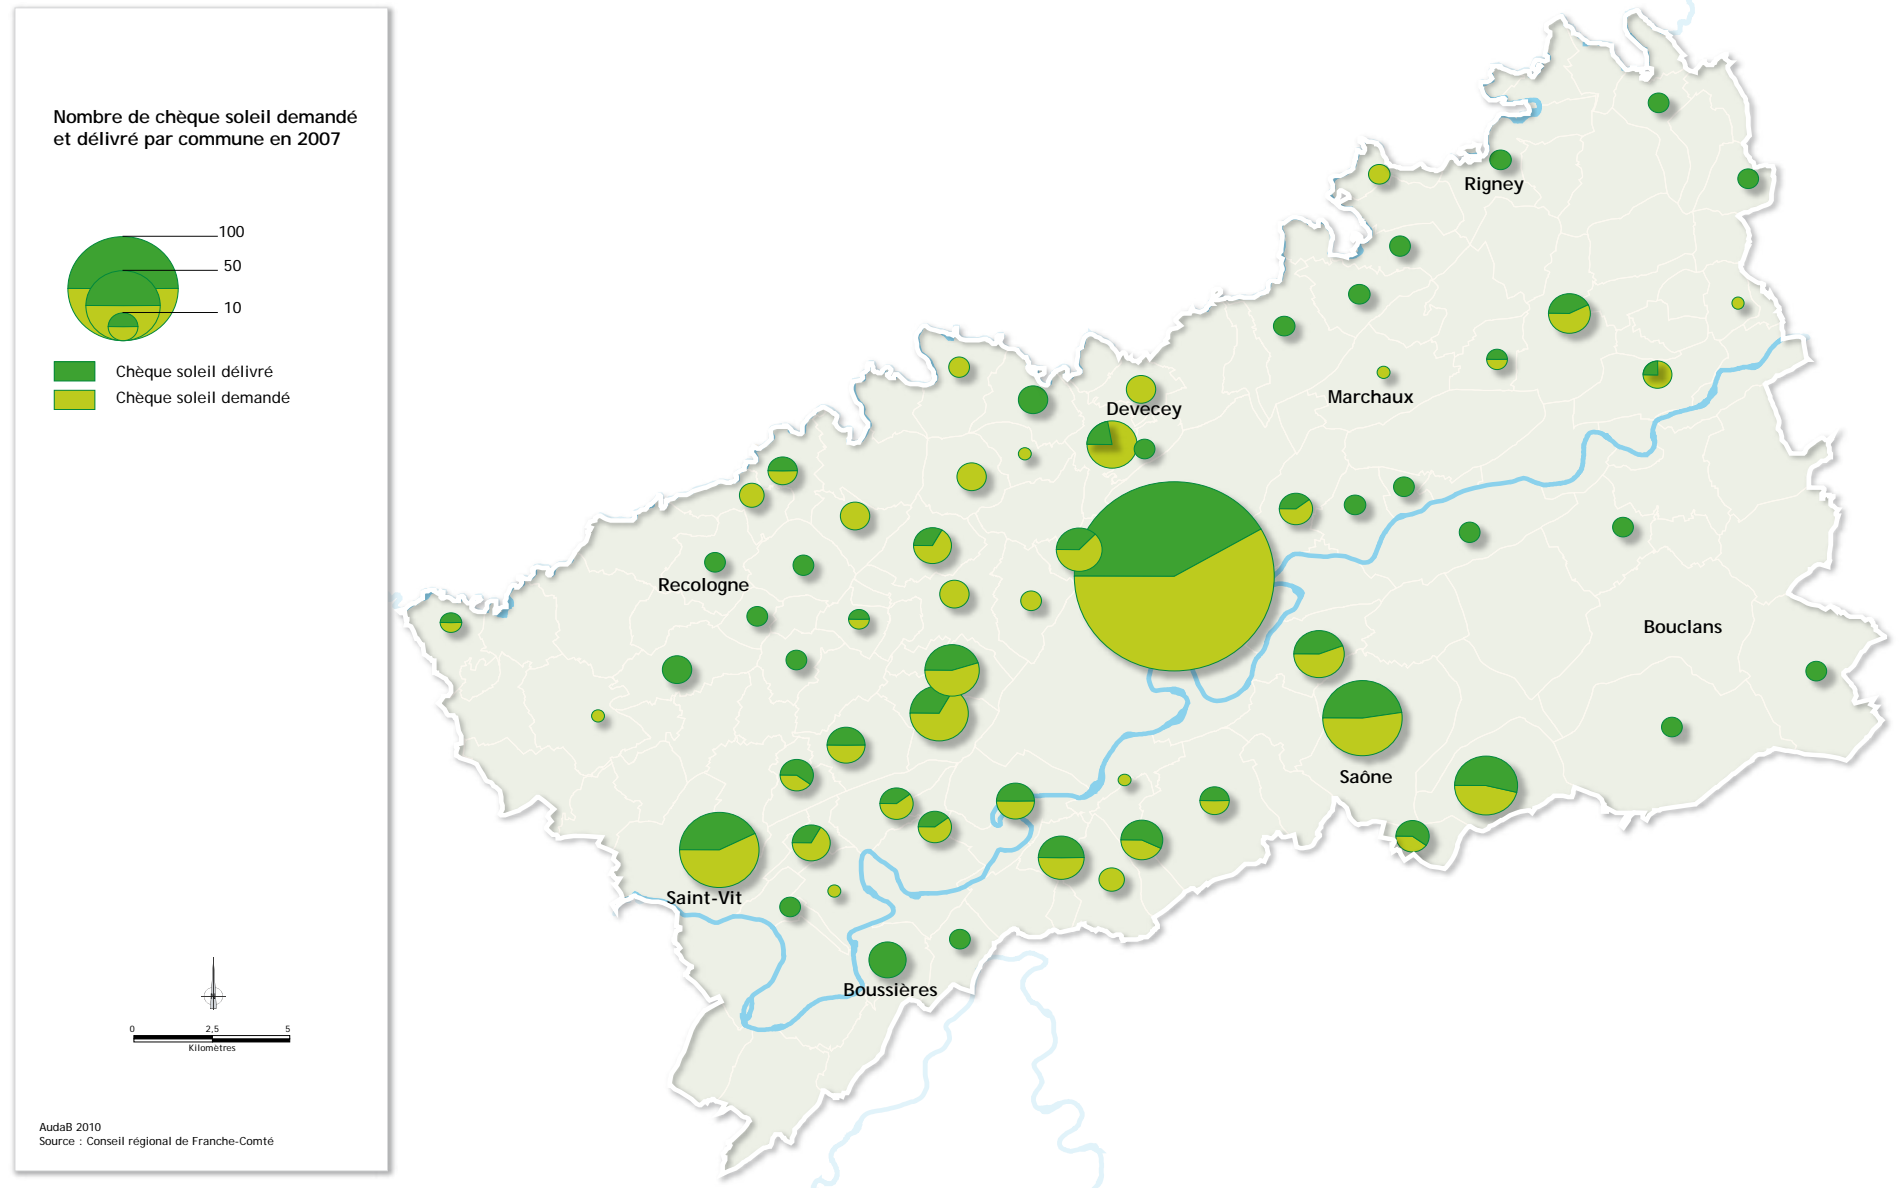 Nombre de chèque soleil demandé
et délivré par commune en 2007
100
50
10
Chèque soleil délivré
Chèque soleil demandé
Rigney
Marchaux
Devecey
Recologne
Bouclans
Saône
Saint-Vit
Boussières
N
0 2,5 5
Kilomètres
AudaB 2010
Source : Conseil régional de Franche-Comté